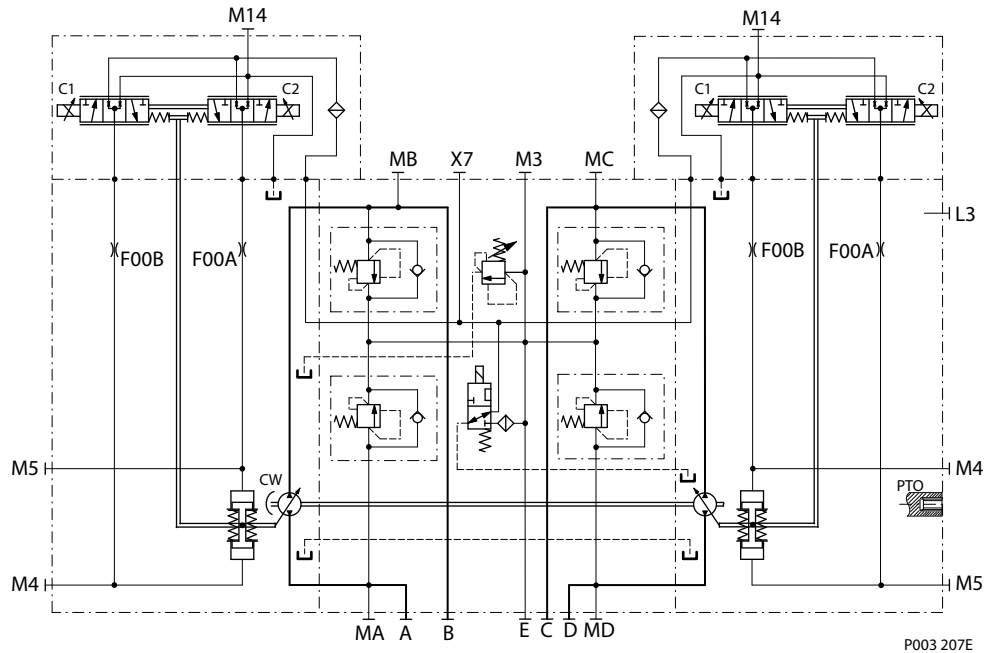 M14 M14
C1 C2 C1 C2
MB X7 M3 MC
L3
F00B F00A F00B F00A
M5 M4
CW PTO
M4 M5
MA A B E C D MD
P003 207E